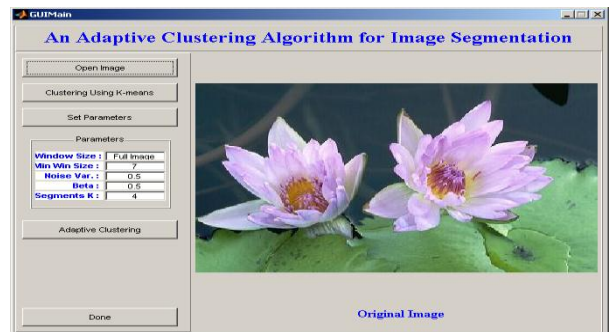 GUIMain
An Adaptive Clustering Algorithm for Image Segmentation
Open Image
Clustering Using K-means
Set Parameters
Parameters
Window Size : Full Image
Min Win Size : 7
Noise Var. : 0.5
Beta : 0.5
Segments K : 4
Adaptive Clustering
Done
Original Image